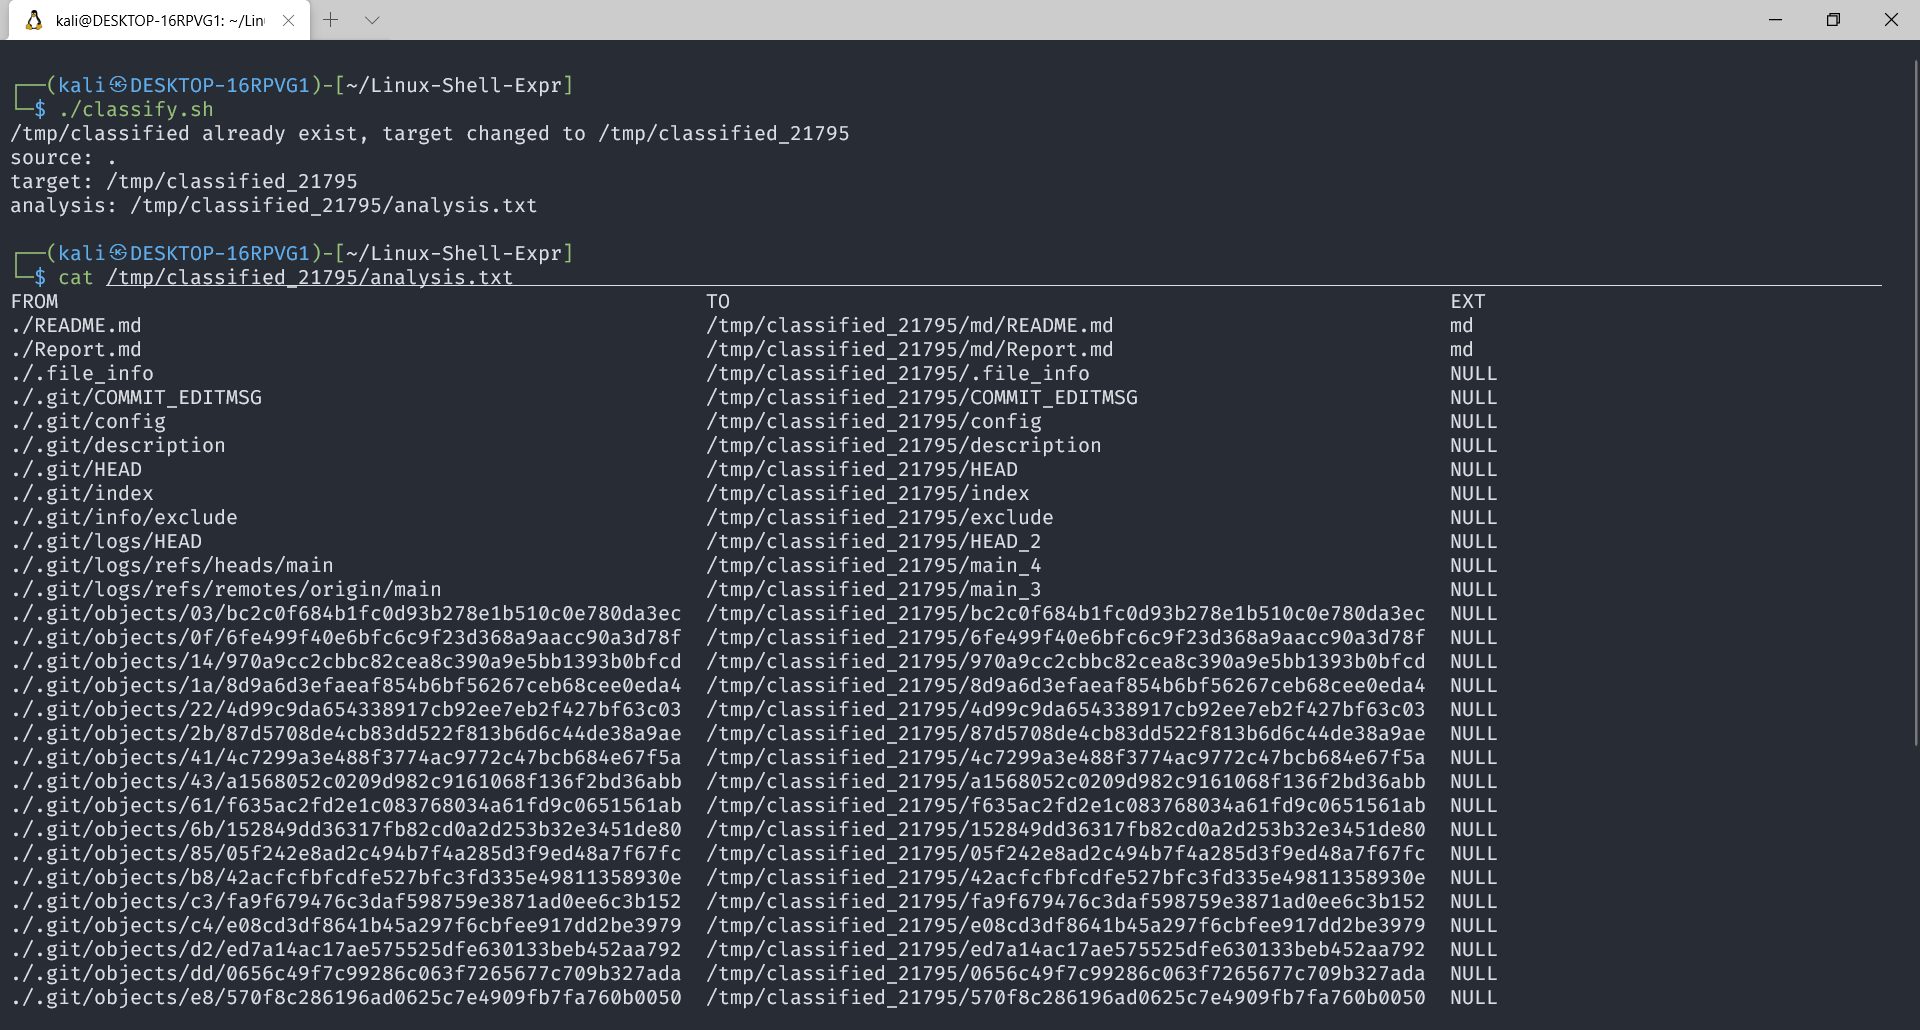 kali@DESKTOP-16RPVG1: ~/Lin
(kali㉿DESKTOP-16RPVG1)-[~/Linux-Shell-Expr]
$ ./classify.sh
/tmp/classified already exist, target changed to /tmp/classified_21795
source: .
target: /tmp/classified_21795
analysis: /tmp/classified_21795/analysis.txt
(kali㉿DESKTOP-16RPVG1)-[~/Linux-Shell-Expr]
$ cat /tmp/classified_21795/analysis.txt
FROM TO EXT
./README.md /tmp/classified_21795/md/README.md md
./Report.md /tmp/classified_21795/md/Report.md md
./.file_info /tmp/classified_21795/.file_info NULL
./.git/COMMIT_EDITMSG /tmp/classified_21795/COMMIT_EDITMSG NULL
./.git/config /tmp/classified_21795/config NULL
./.git/description /tmp/classified_21795/description NULL
./.git/HEAD /tmp/classified_21795/HEAD NULL
./.git/index /tmp/classified_21795/index NULL
./.git/info/exclude /tmp/classified_21795/exclude NULL
./.git/logs/HEAD /tmp/classified_21795/HEAD_2 NULL
./.git/logs/refs/heads/main /tmp/classified_21795/main_4 NULL
./.git/logs/refs/remotes/origin/main /tmp/classified_21795/main_3 NULL
./.git/objects/03/bc2c0f684b1fc0d93b278e1b510c0e780da3ec /tmp/classified_21795/bc2c0f684b1fc0d93b278e1b510c0e780da3ec NULL
./.git/objects/0f/6fe499f40e6bfc6c9f23d368a9aacc90a3d78f /tmp/classified_21795/6fe499f40e6bfc6c9f23d368a9aacc90a3d78f NULL
./.git/objects/14/970a9cc2cbbc82cea8c390a9e5bb1393b0bfcd /tmp/classified_21795/970a9cc2cbbc82cea8c390a9e5bb1393b0bfcd NULL
./.git/objects/1a/8d9a6d3efaeaf854b6bf56267ceb68cee0eda4 /tmp/classified_21795/8d9a6d3efaeaf854b6bf56267ceb68cee0eda4 NULL
./.git/objects/22/4d99c9da654338917cb92ee7eb2f427bf63c03 /tmp/classified_21795/4d99c9da654338917cb92ee7eb2f427bf63c03 NULL
./.git/objects/2b/87d5708de4cb83dd522f813b6d6c44de38a9ae /tmp/classified_21795/87d5708de4cb83dd522f813b6d6c44de38a9ae NULL
./.git/objects/41/4c7299a3e488f3774ac9772c47bcb684e67f5a /tmp/classified_21795/4c7299a3e488f3774ac9772c47bcb684e67f5a NULL
./.git/objects/43/a1568052c0209d982c9161068f136f2bd36abb /tmp/classified_21795/a1568052c0209d982c9161068f136f2bd36abb NULL
./.git/objects/61/f635ac2fd2e1c083768034a61fd9c0651561ab /tmp/classified_21795/f635ac2fd2e1c083768034a61fd9c0651561ab NULL
./.git/objects/6b/152849dd36317fb82cd0a2d253b32e3451de80 /tmp/classified_21795/152849dd36317fb82cd0a2d253b32e3451de80 NULL
./.git/objects/85/05f242e8ad2c494b7f4a285d3f9ed48a7f67fc /tmp/classified_21795/05f242e8ad2c494b7f4a285d3f9ed48a7f67fc NULL
./.git/objects/b8/42acfcfbfcdfe527bfc3fd335e49811358930e /tmp/classified_21795/42acfcfbfcdfe527bfc3fd335e49811358930e NULL
./.git/objects/c3/fa9f679476c3daf598759e3871ad0ee6c3b152 /tmp/classified_21795/fa9f679476c3daf598759e3871ad0ee6c3b152 NULL
./.git/objects/c4/e08cd3df8641b45a297f6cbfee917dd2be3979 /tmp/classified_21795/e08cd3df8641b45a297f6cbfee917dd2be3979 NULL
./.git/objects/d2/ed7a14ac17ae575525dfe630133beb452aa792 /tmp/classified_21795/ed7a14ac17ae575525dfe630133beb452aa792 NULL
./.git/objects/dd/0656c49f7c99286c063f7265677c709b327ada /tmp/classified_21795/0656c49f7c99286c063f7265677c709b327ada NULL
./.git/objects/e8/570f8c286196ad0625c7e4909fb7fa760b0050 /tmp/classified_21795/570f8c286196ad0625c7e4909fb7fa760b0050 NULL